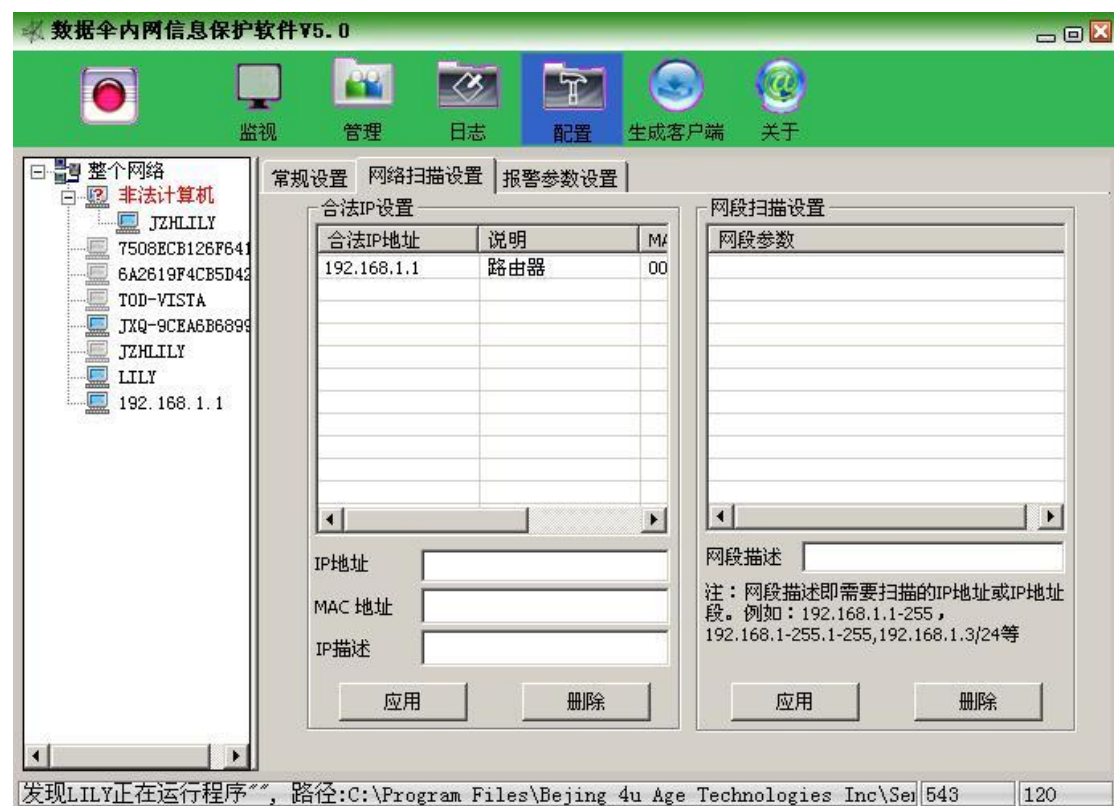 数据伞内网信息保护软件V5.0
监视 管理 日志 配置 生成客户端 关于
整个网络
非法计算机
JZHLILY
7508ECB126F641
6A2619F4CB5D42
TOD-VISTA
JXQ-9CEA6B6899
JZHLILY
LILY
192.168.1.1
常规设置 网络扫描设置 报警参数设置
合法IP设置
合法IP地址 说明 MA
192.168.1.1 路由器 00
IP地址
MAC 地址
IP描述
应用 删除
网段扫描设置
网段参数
网段描述
注：网段描述即需要扫描的IP地址或IP地址
段。例如：192.168.1.1-255，
192.168.1-255.1-255,192.168.1.3/24等
应用 删除
发现LILY正在运行程序"", 路径:C:\Program Files\Bejing 4u Age Technologies Inc\Se 543 120